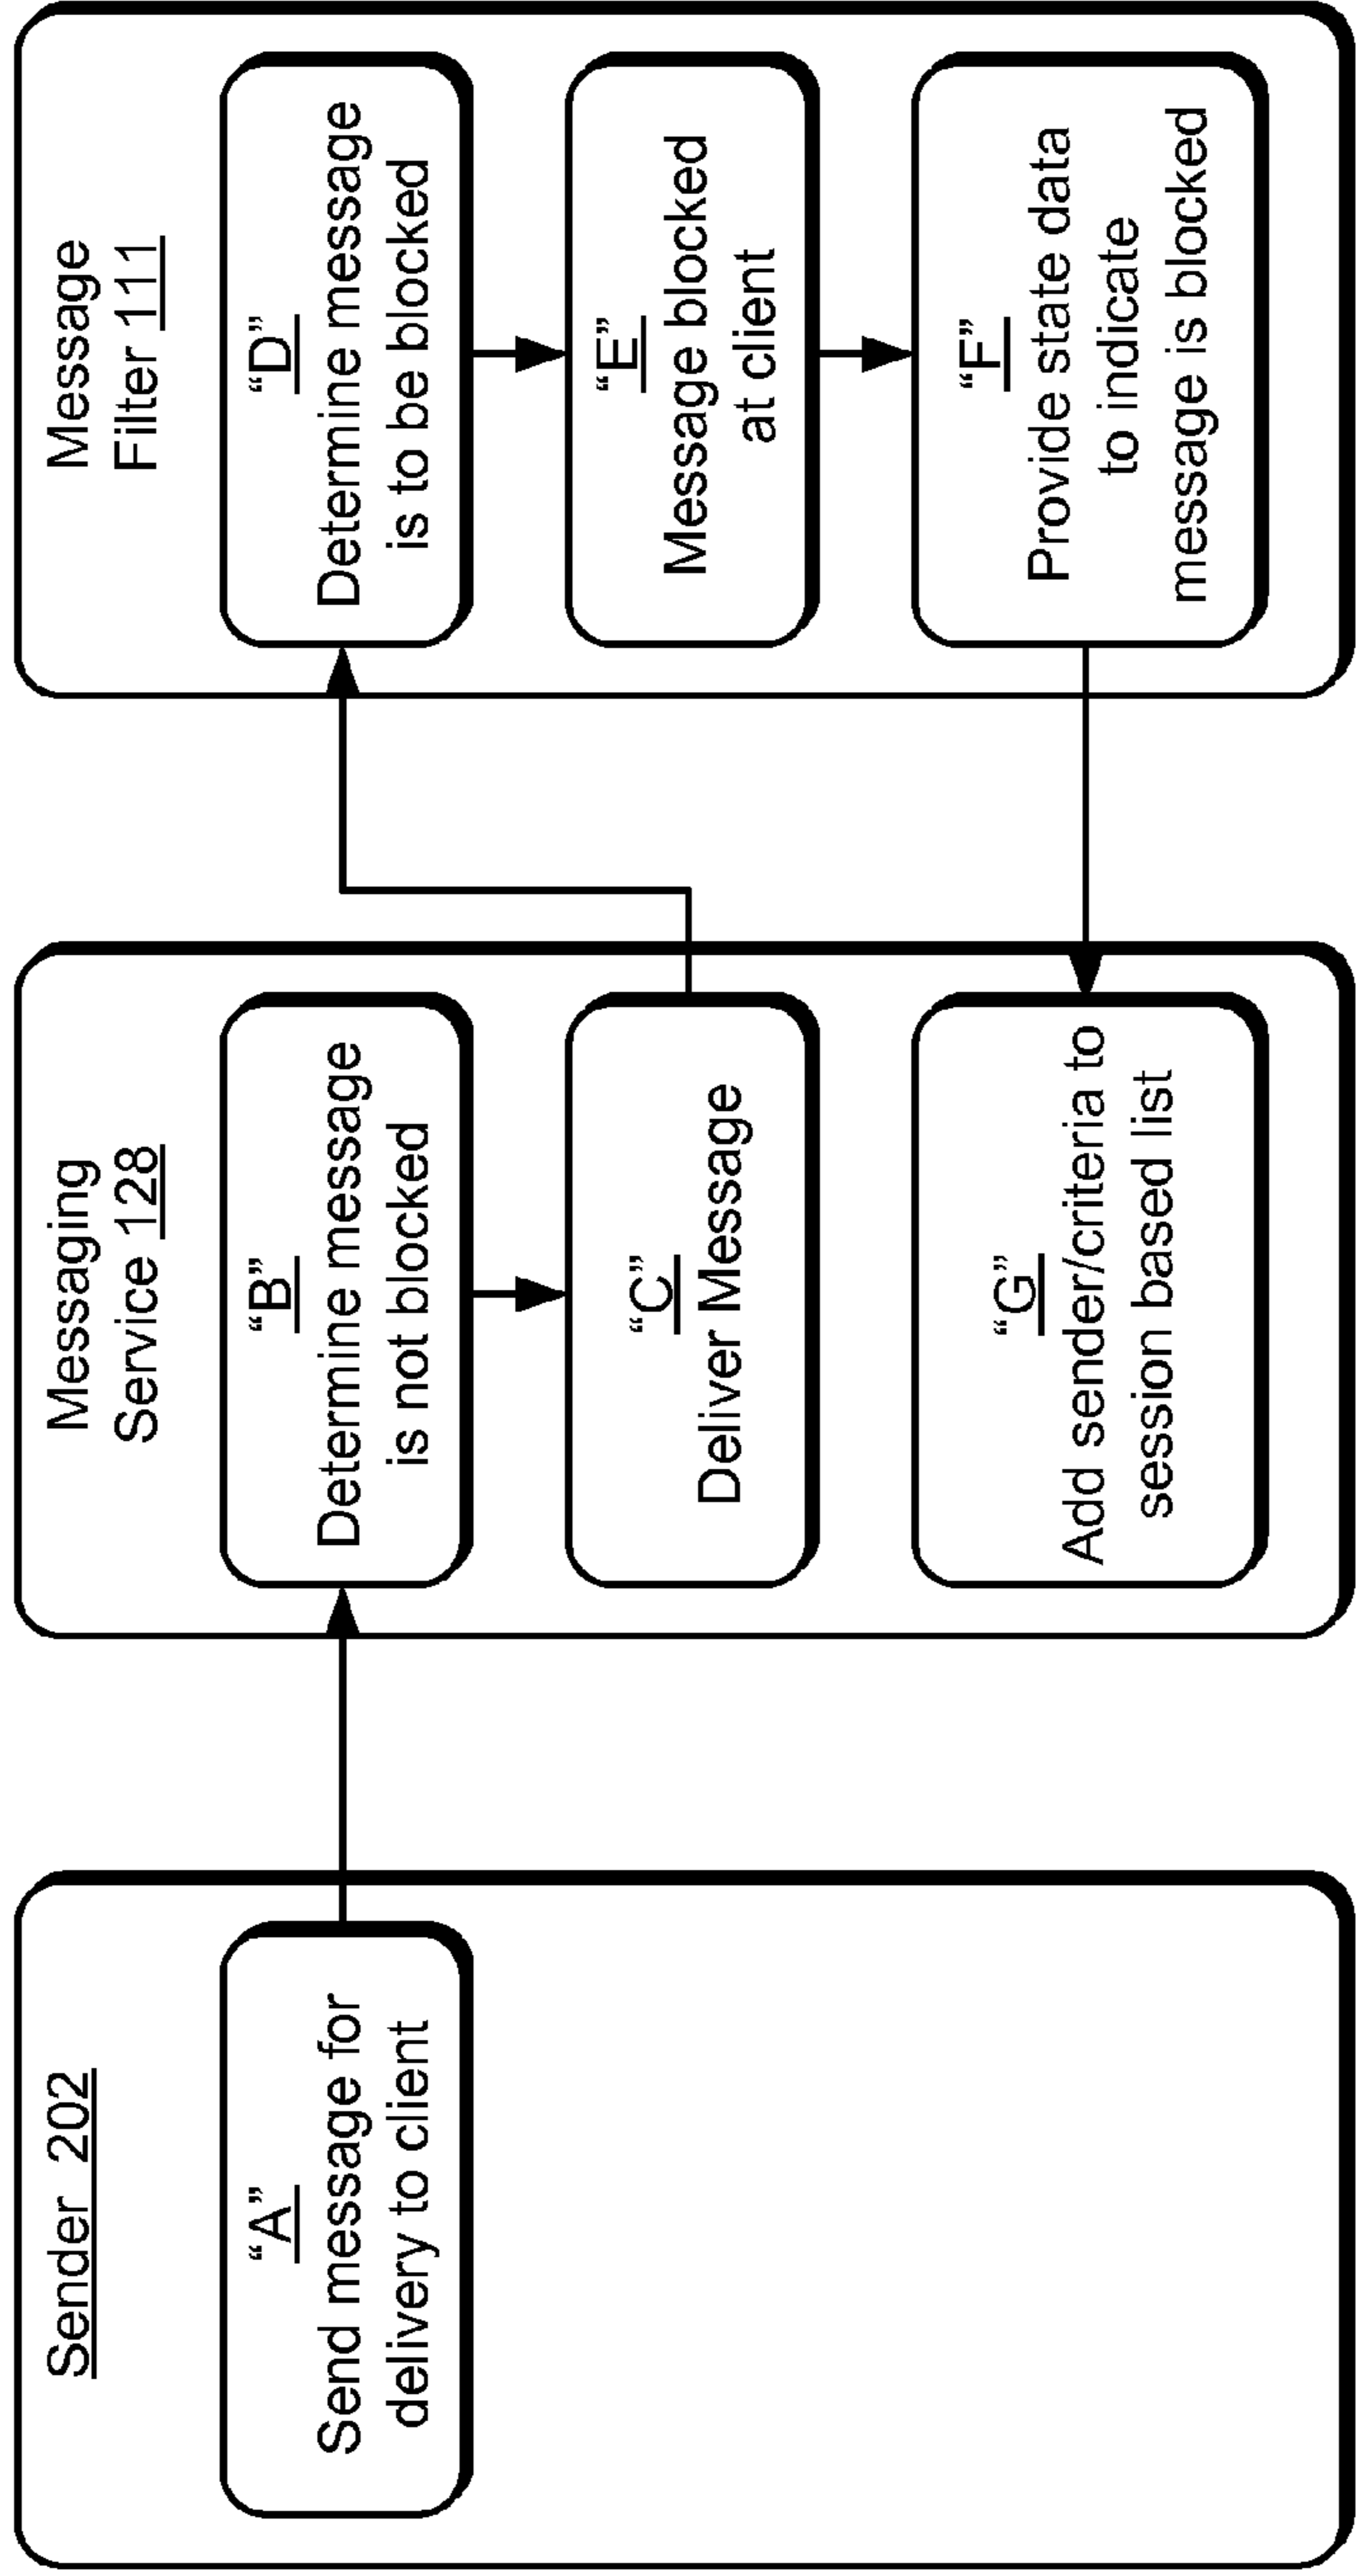 Sender 202
“A”
Send message for
delivery to client
Messaging
Service 128
“B”
Determine message
is not blocked
“C”
Deliver Message
“G”
Add sender/criteria to
session based list
Message
Filter 111
“D”
Determine message
is to be blocked
“E”
Message blocked
at client
“F”
Provide state data
to indicate
message is blocked